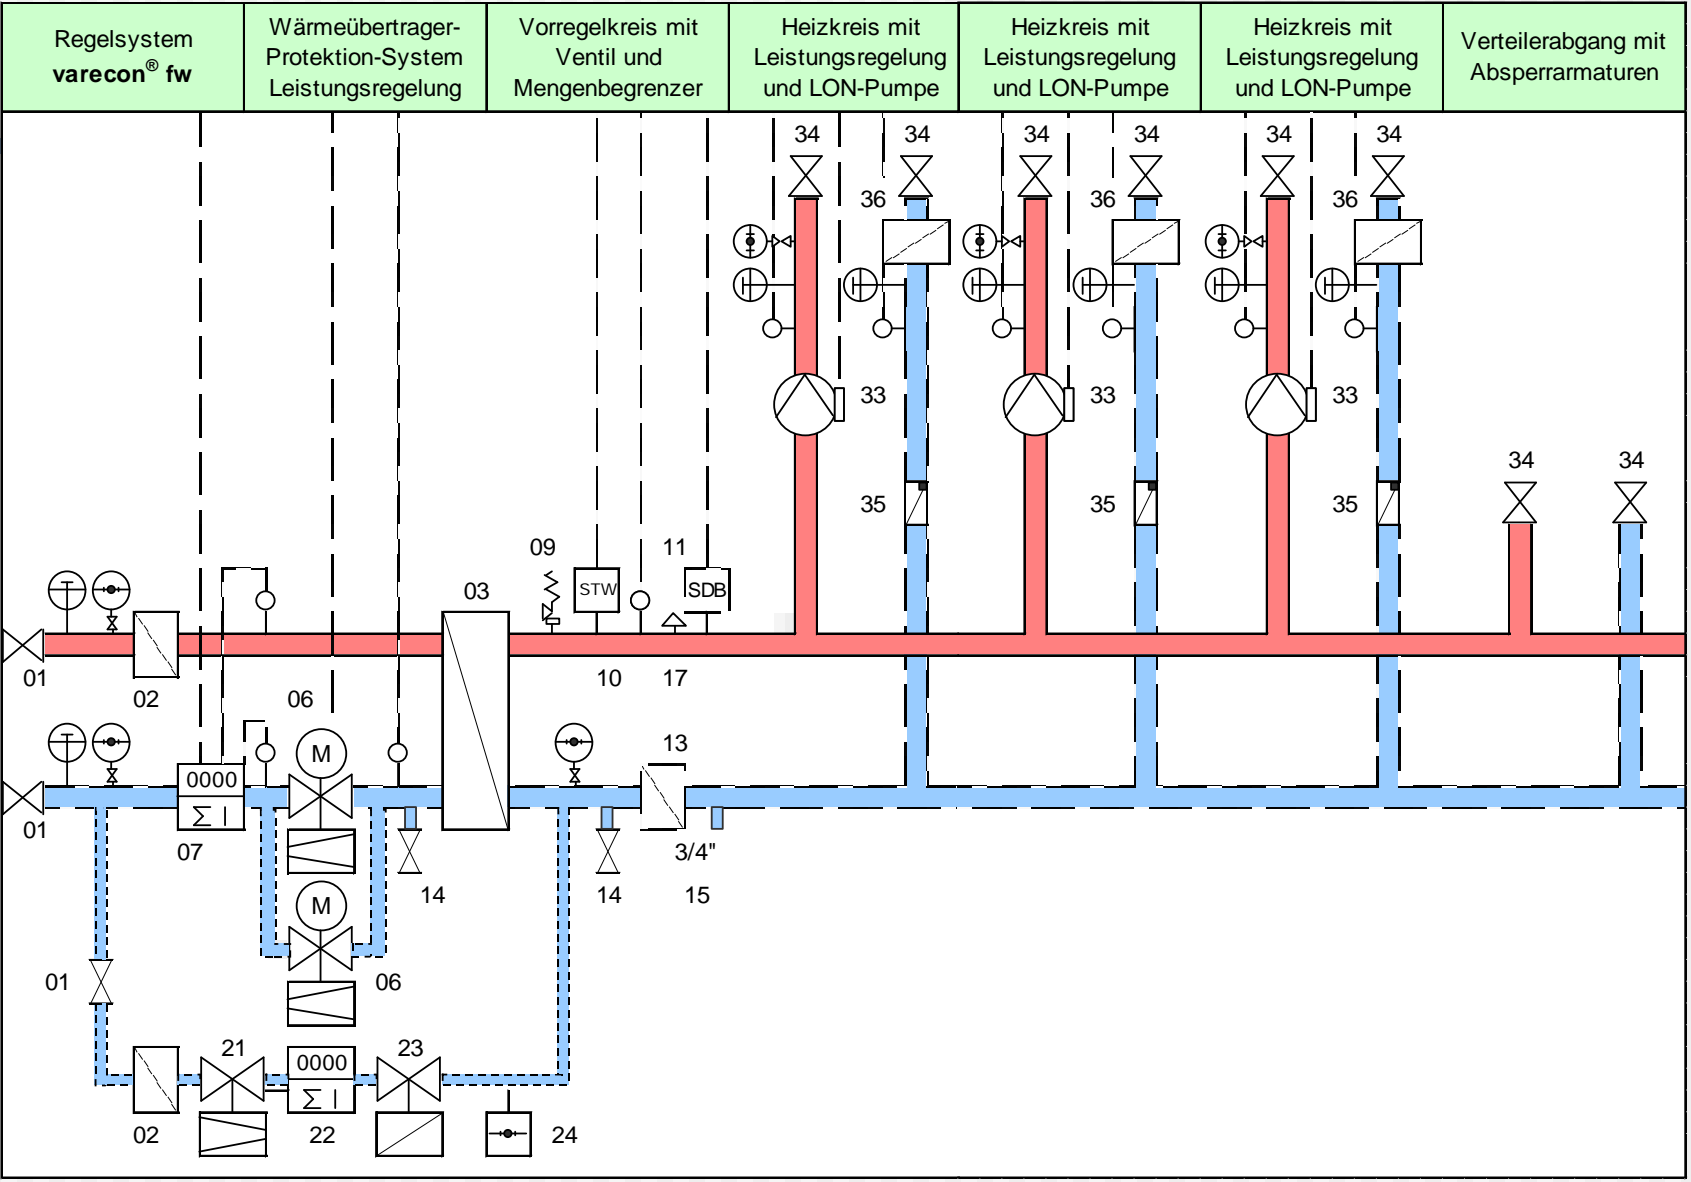 Regelsystem
varecon® fw
Wärmeübertrager-
Protektion-System
Leistungsregelung
Vorregelkreis mit
Ventil und
Mengenbegrenzer
Heizkreis mit
Leistungsregelung
und LON-Pumpe
Heizkreis mit
Leistungsregelung
und LON-Pumpe
Heizkreis mit
Leistungsregelung
und LON-Pumpe
Verteilerabgang mit
Absperrarmaturen
34 34 34 34 34 34
36 36 36
33 33 33
34 34
35 35 35
09 11
03 STW SDB
01 02 06 10 17
M 13
0000
Σ I
01 07 3/4"
14 14 15
M
01 06
21 23
0000
Σ I
02 22 24